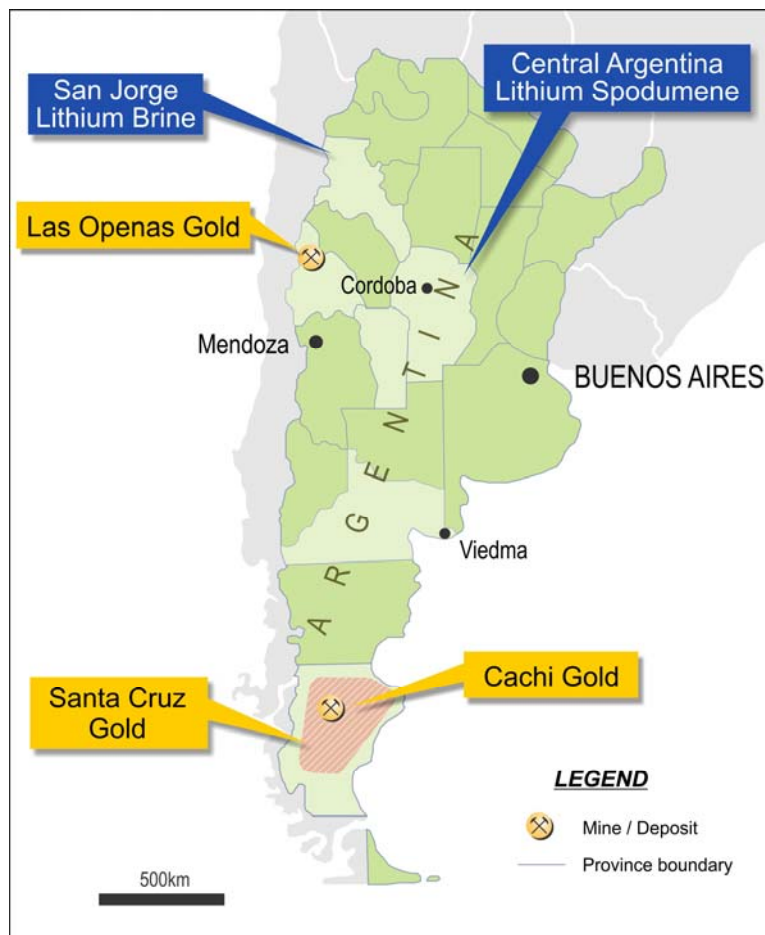 San Jorge
Lithium Brine
Central Argentina
Lithium Spodumene
Las Openas Gold
Cordoba
Mendoza
BUENOS AIRES
ARGENTINA
Viedma
Cachi Gold
Santa Cruz
Gold
LEGEND
Mine / Deposit
Province boundary
500km